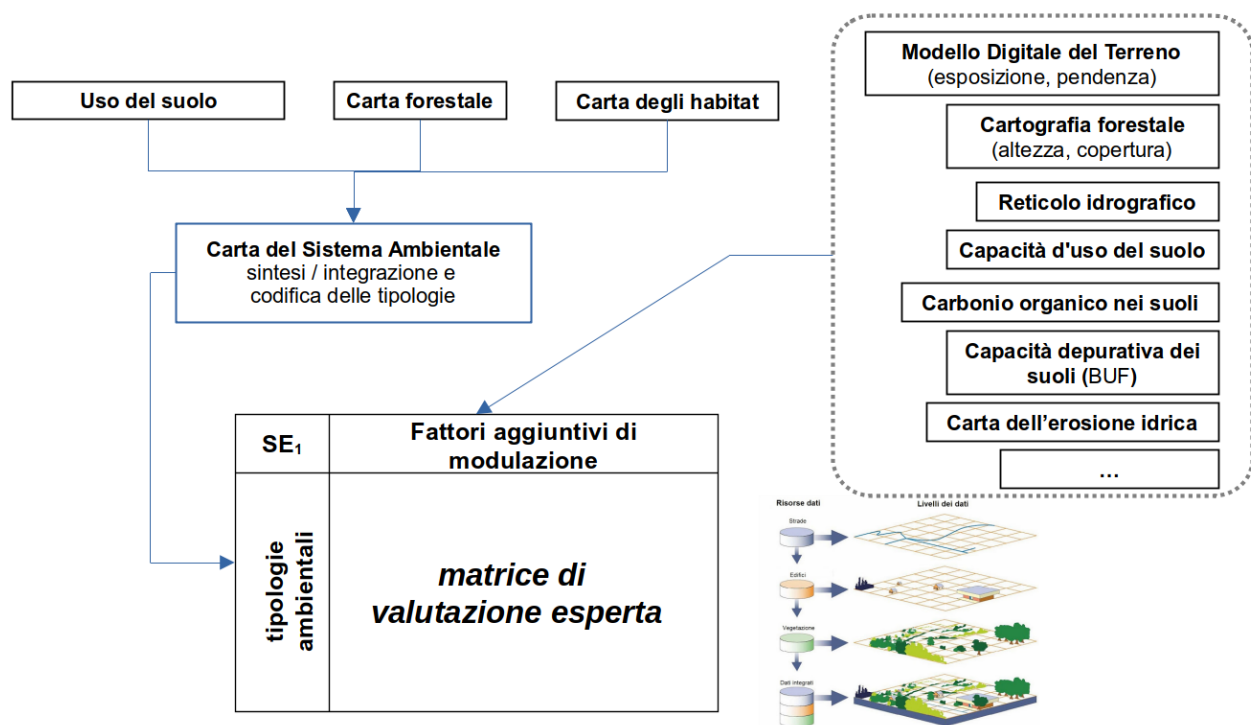 Uso del suolo
Carta forestale
Carta degli habitat
Carta del Sistema Ambientale
sintesi / integrazione e
codifica delle tipologie
Modello Digitale del Terreno
(esposizione, pendenza)
Cartografia forestale
(altezza, copertura)
Reticolo idrografico
Capacità d'uso del suolo
Carbonio organico nei suoli
Capacità depurativa dei
suoli (BUF)
Carta dell’erosione idrica
...
SE₁
Fattori aggiuntivi di
modulazione
tipologie
ambientali
matrice di
valutazione esperta
Risorse dati
Livelli dei dati
Strade
Edifici
Vegetazione
Dati integrati